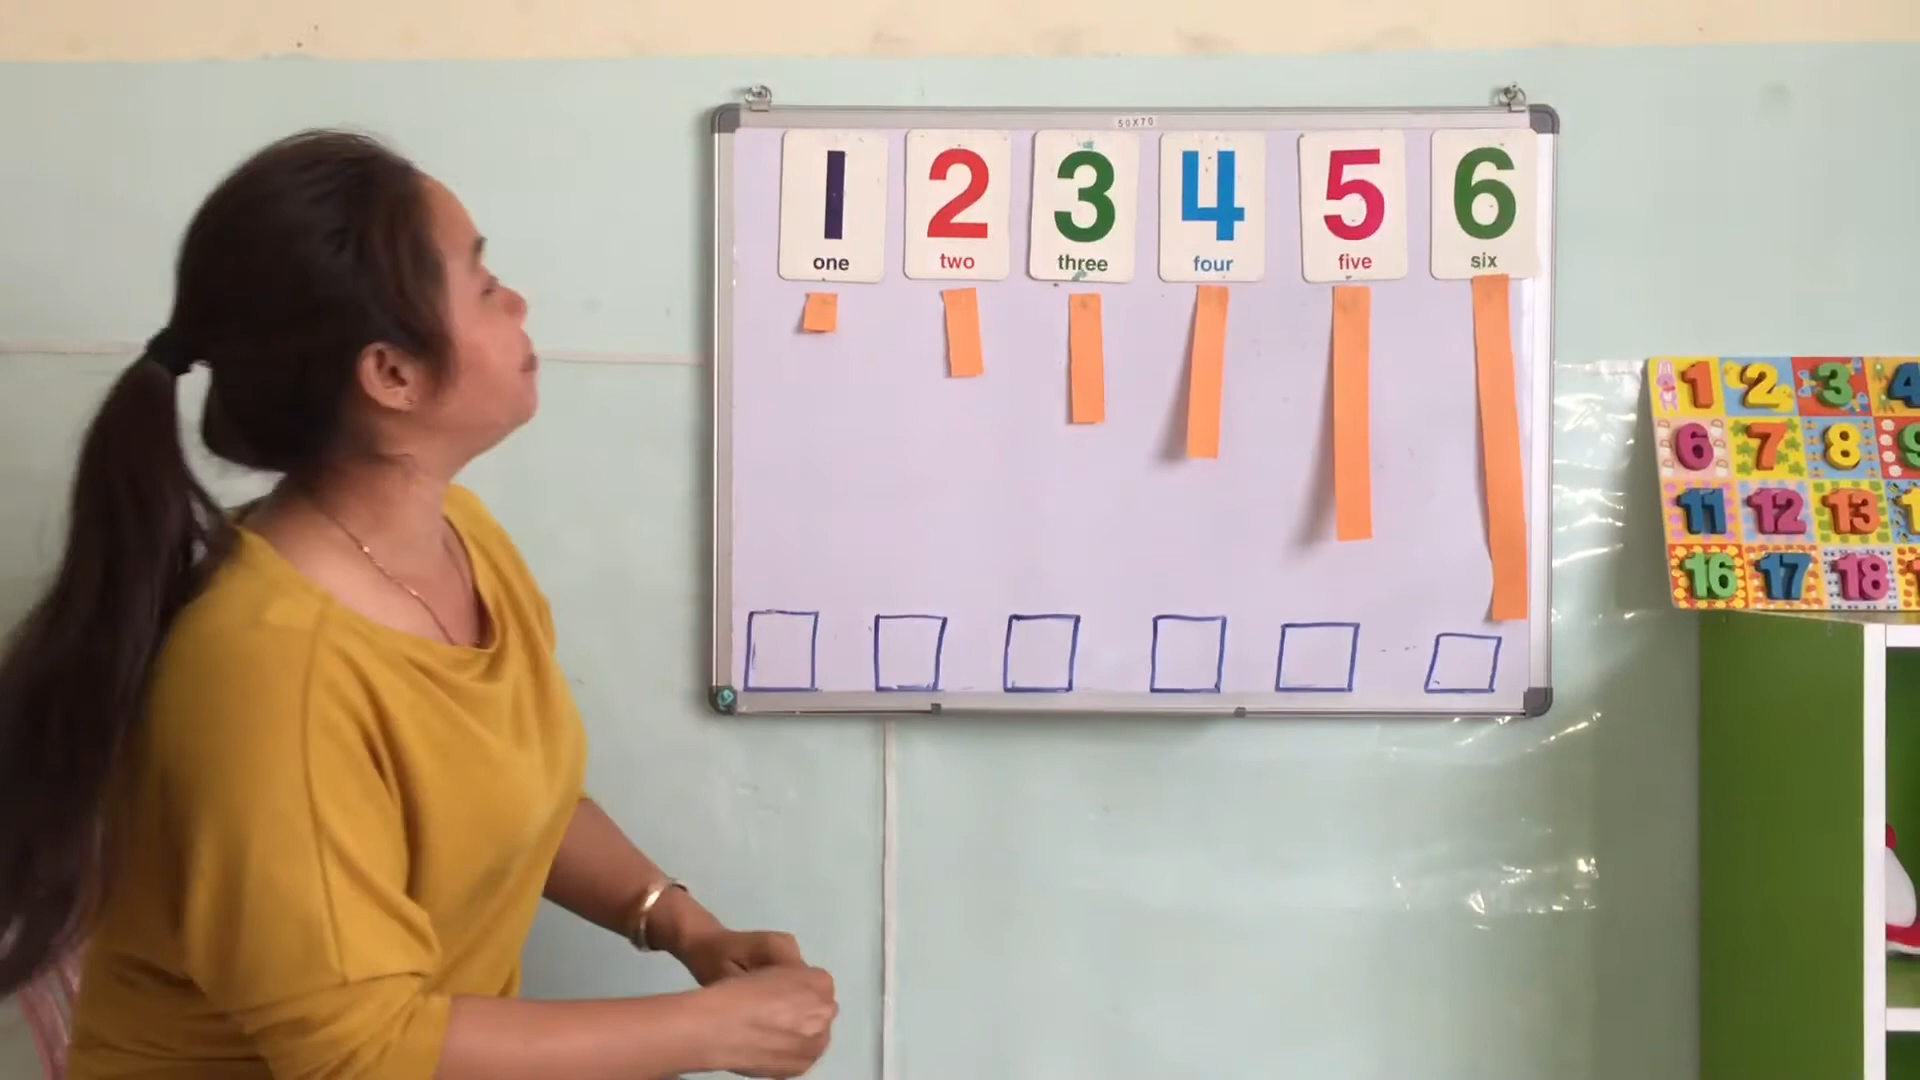 50X70
1 2 3 4 5 6
one two three four five six
1 2 3 4
6 7 8 9
11 12 13
16 17 18